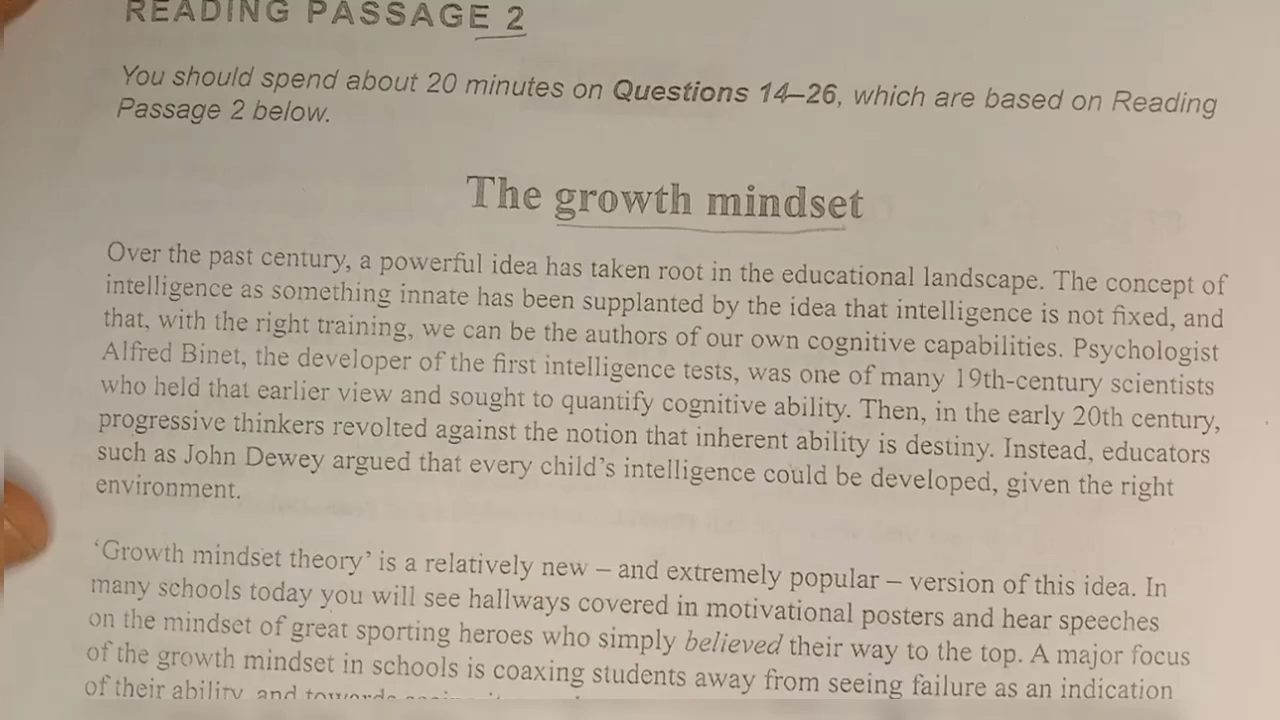 READING PASSAGE 2
You should spend about 20 minutes on Questions 14–26, which are based on Reading
Passage 2 below.
The growth mindset
Over the past century, a powerful idea has taken root in the educational landscape. The concept of
intelligence as something innate has been supplanted by the idea that intelligence is not fixed, and
that, with the right training, we can be the authors of our own cognitive capabilities. Psychologist
Alfred Binet, the developer of the first intelligence tests, was one of many 19th-century scientists
who held that earlier view and sought to quantify cognitive ability. Then, in the early 20th century,
progressive thinkers revolted against the notion that inherent ability is destiny. Instead, educators
such as John Dewey argued that every child’s intelligence could be developed, given the right
environment.
‘Growth mindset theory’ is a relatively new – and extremely popular – version of this idea. In
many schools today you will see hallways covered in motivational posters and hear speeches
on the mindset of great sporting heroes who simply believed their way to the top. A major focus
of the growth mindset in schools is coaxing students away from seeing failure as an indication
of their ability, and towards